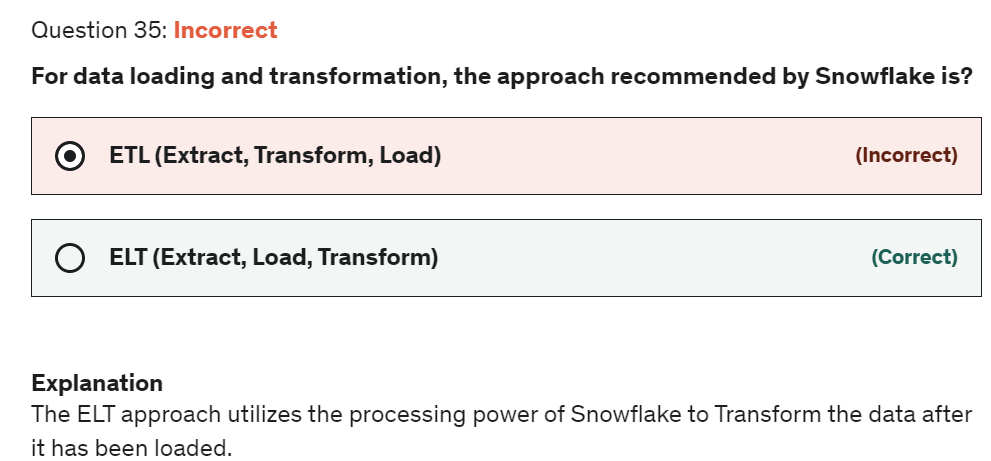 Question 35: Incorrect
For data loading and transformation, the approach recommended by Snowflake is?
ETL (Extract, Transform, Load) (Incorrect)
ELT (Extract, Load, Transform) (Correct)
Explanation
The ELT approach utilizes the processing power of Snowflake to Transform the data after
it has been loaded.